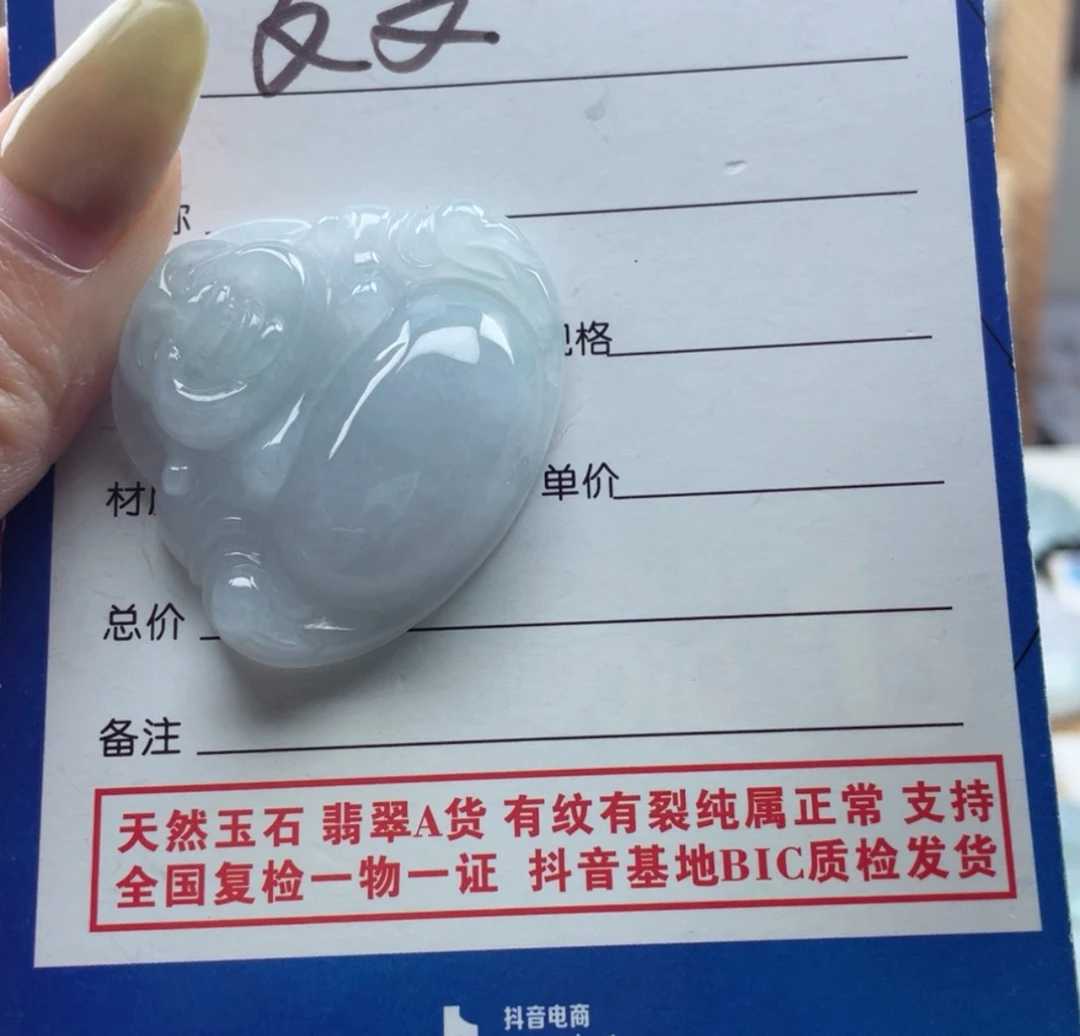 格
单价
材
总价
备注
天然玉石 翡翠A货 有纹有裂纯属正常 支持
全国复检一物一证 抖音基地BIC质检发货
抖音电商